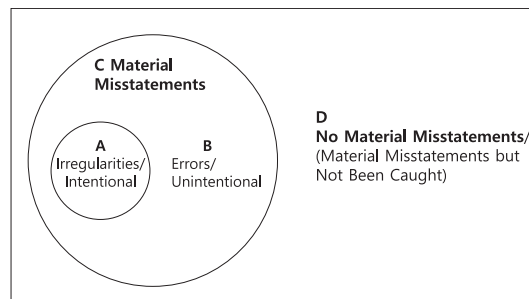 C Material
Misstatements
A
Irregularities/
Intentional
B
Errors/
Unintentional
D
No Material Misstatements/
(Material Misstatements but
Not Been Caught)